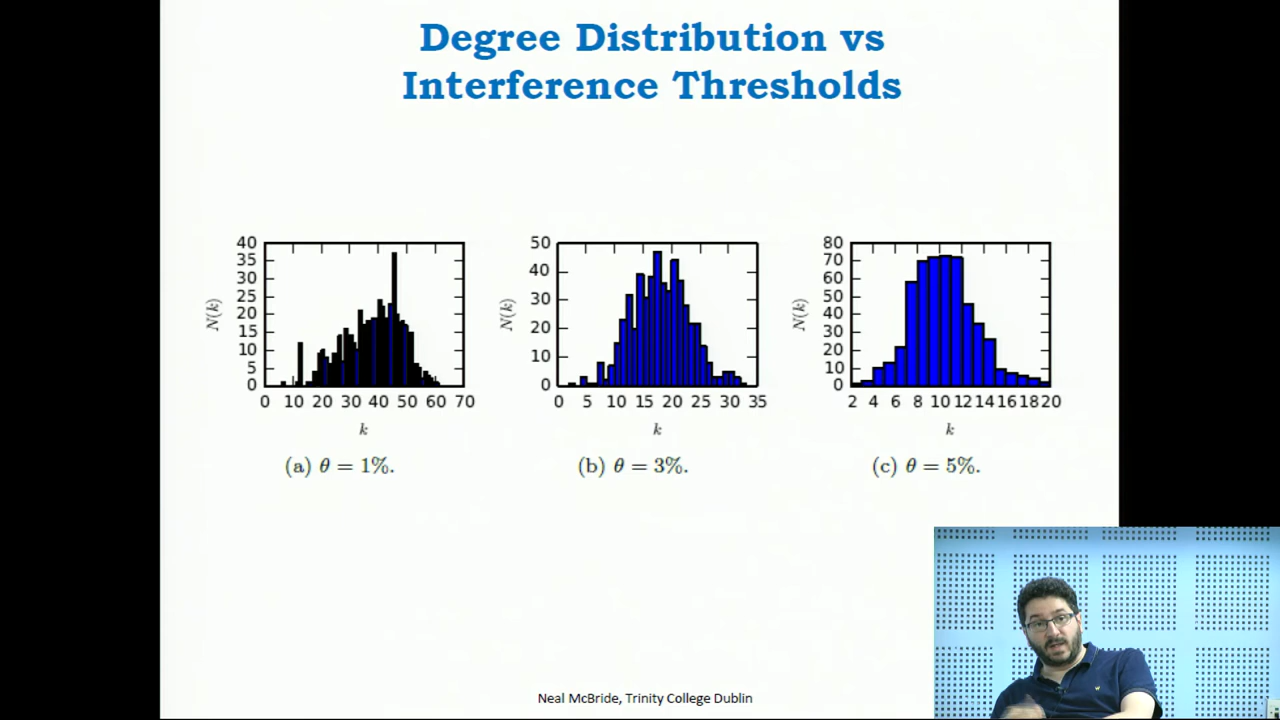 Degree Distribution vs
Interference Thresholds
40
35
30
25
20
15
10
5
0
N(k)
0 10 20 30 40 50 60 70
k
(a) θ = 1%.
50
40
30
20
10
0
N(k)
0 5 10 15 20 25 30 35
k
(b) θ = 3%.
80
70
60
50
40
30
20
10
0
N(k)
2 4 6 8 10 12 14 16 18 20
k
(c) θ = 5%.
Neal McBride, Trinity College Dublin